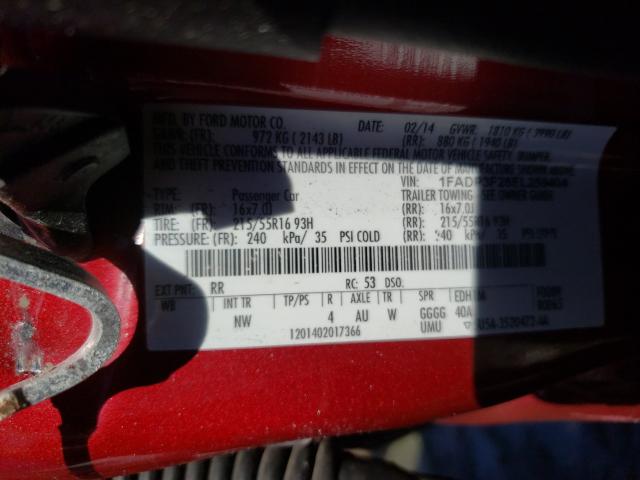 MFD. BY FORD MOTOR CO. DATE: 02/14 GVWR: 1810 KG ( 3990 LB)
GAWR: (FR): 972 KG ( 2143 LB) (RR): 880 KG ( 1940 LB)
THIS VEHICLE CONFORMS TO ALL APPLICABLE FEDERAL MOTOR VEHICLE SAFETY, BUMPER,
STANDARDS IN EFFECT ON THE DATE OF MANUFACTURE SHOWN ABOVE
VIN:
TYPE: Passenger Car TRAILER TOWING – SEE OWNER GUIDE
RIM: (FR): 16x7.0J (RR): 16x7.0J
TIRE: (FR): 215/55R16 93H (RR): 215/55R16 93H
PRESSURE: (FR): 240 kPa/ 35 PSI COLD (RR): 240 kPa/ 35 PSI COLD
EXT PNT: RR RC: 53 DSO:
WB INT TR TP/PS R AXLE TR SPR
NW 4 AU W GGGG 40A
UMU
1201402017366